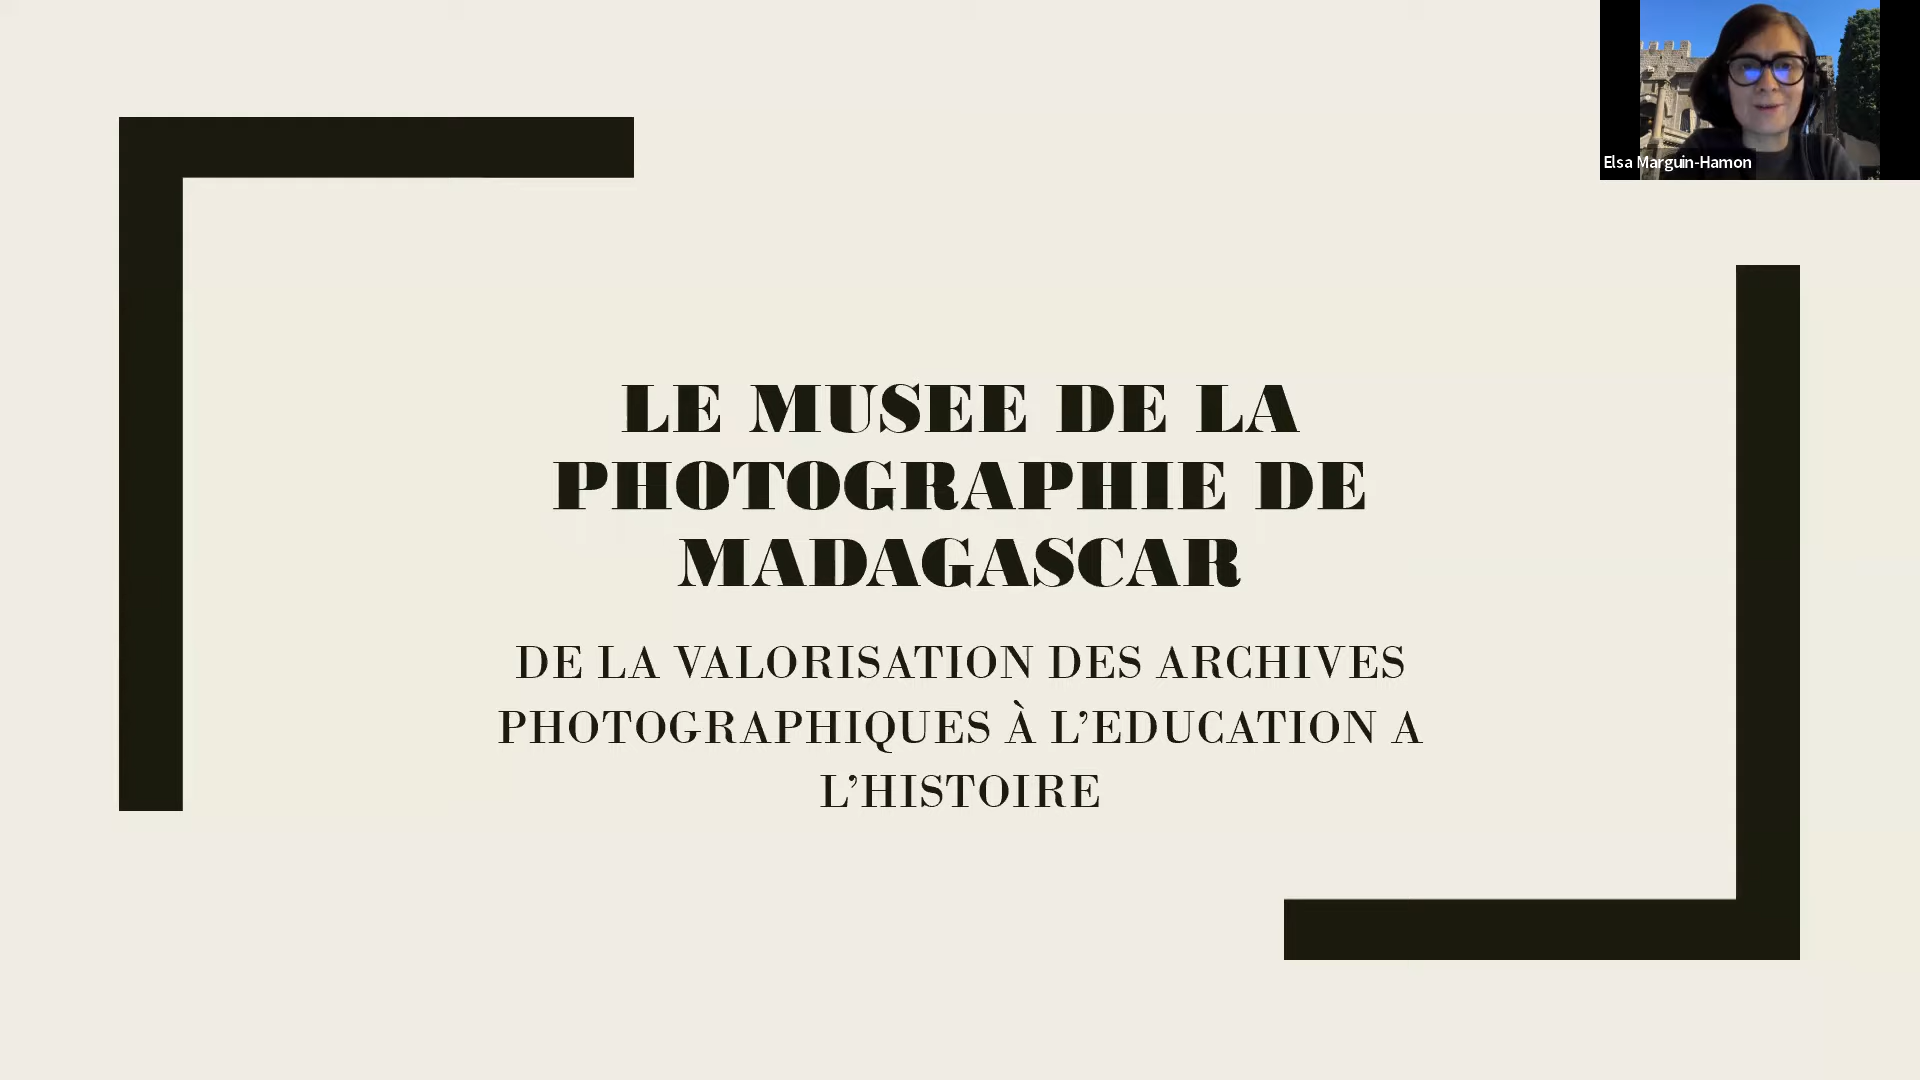 Elsa Marguin-Hamon
LE MUSEE DE LA
PHOTOGRAPHIE DE
MADAGASCAR
DE LA VALORISATION DES ARCHIVES
PHOTOGRAPHIQUES À L’EDUCATION A
L’HISTOIRE